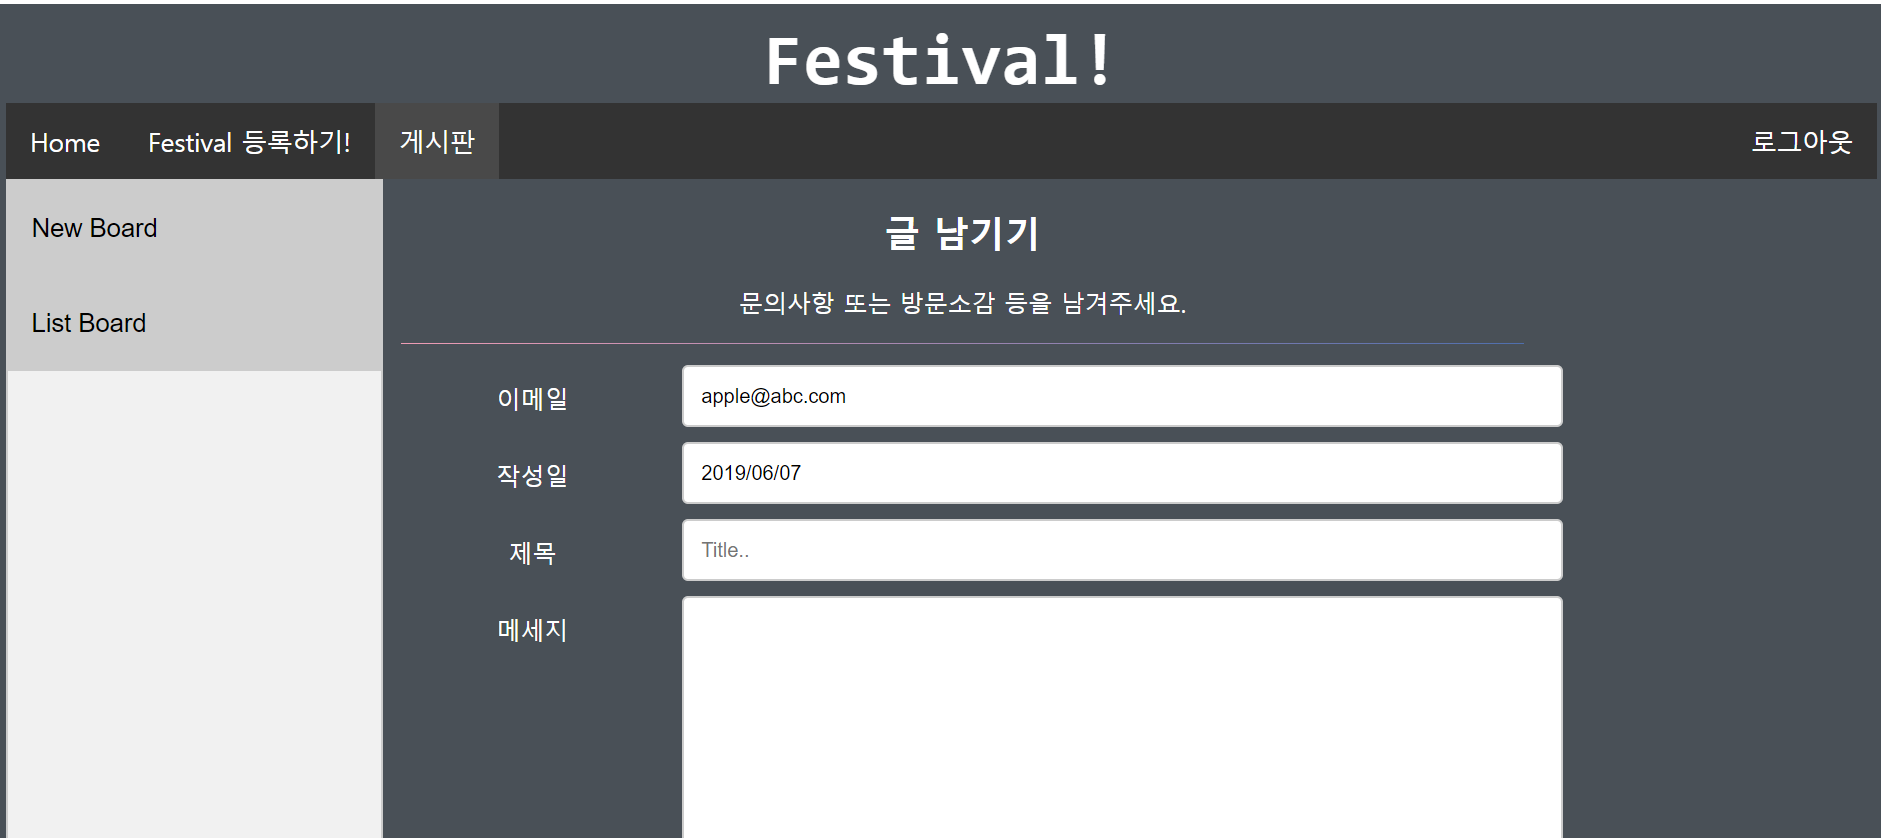 Festival!
Home Festival 등록하기! 게시판 로그아웃
New Board
List Board
글 남기기
문의사항 또는 방문소감 등을 남겨주세요.
이메일 apple@abc.com
작성일 2019/06/07
제목 Title..
메세지